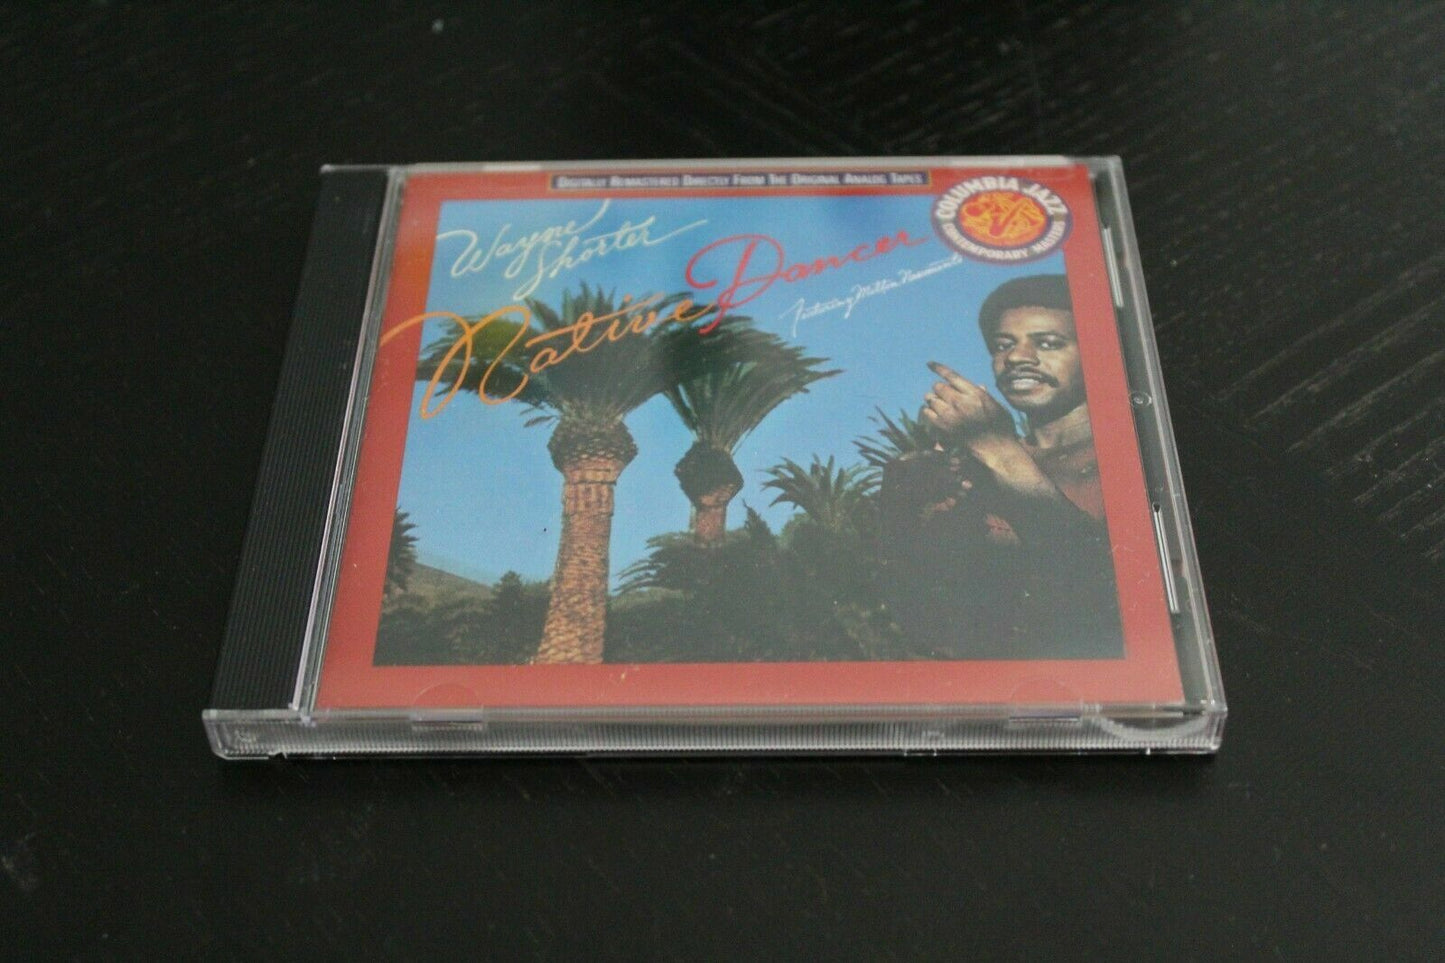 DIGITALLY REMASTERED DIRECTLY FROM THE ORIGINAL ANALOG TAPES
COLUMBIA JAZZ
CONTEMPORARY MASTERS
Wayne
Shorter
Native Dancer
Featuring Milton Nascimento